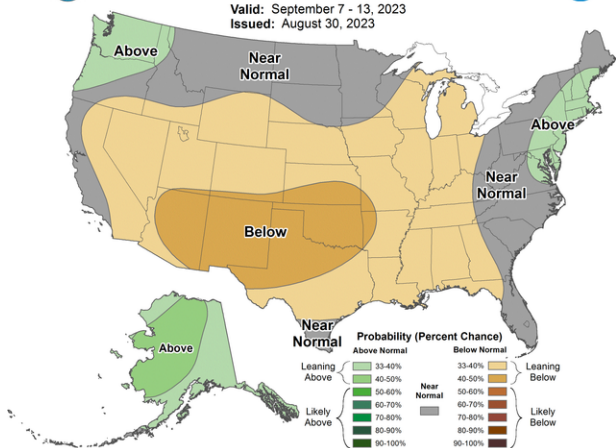 Valid: September 7 - 13, 2023
Issued: August 30, 2023
Above
Near
Normal
Above
Near
Normal
Below
Near
Normal
Above
Probability (Percent Chance)
Above Normal
Below Normal
Leaning
Above
33-40%
40-50%
Likely
Above
50-60%
60-70%
70-80%
80-90%
90-100%
Near
Normal
33-40%
40-50%
Leaning
Below
50-60%
60-70%
70-80%
80-90%
90-100%
Likely
Below